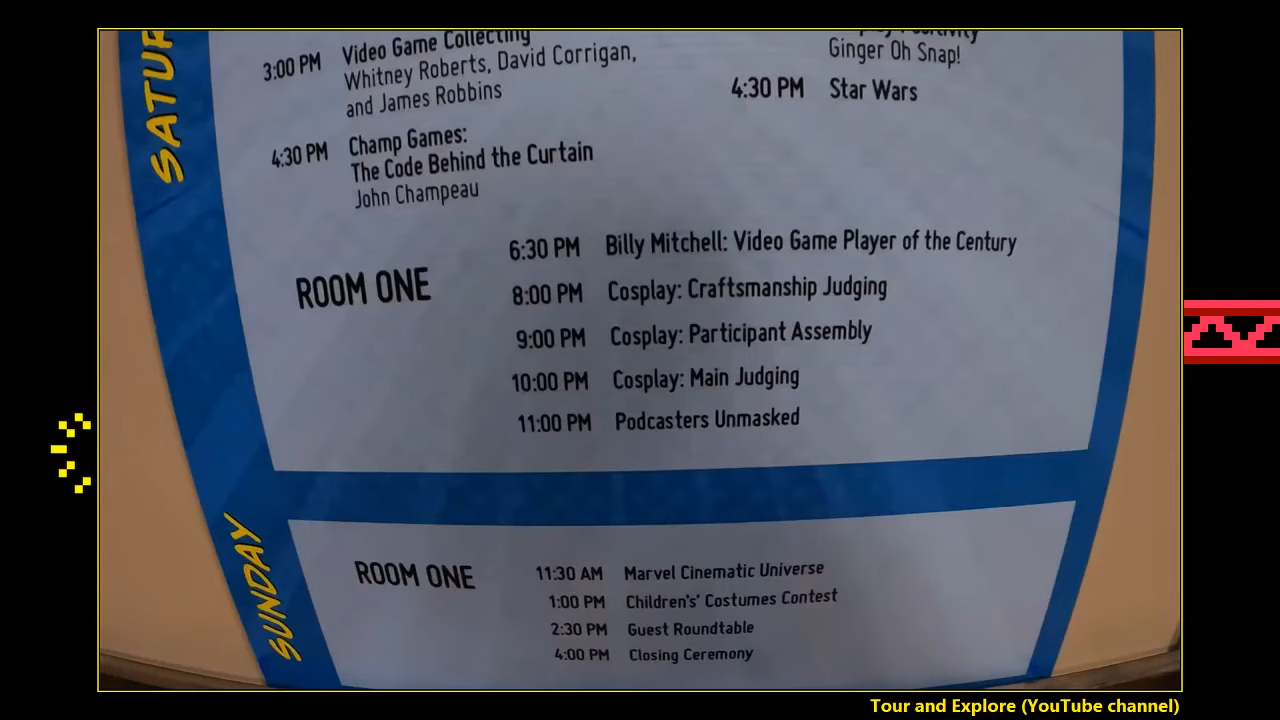 SATUR
3:00 PM Video Game Collecting
Whitney Roberts, David Corrigan,
and James Robbins
4:30 PM Champ Games:
The Code Behind the Curtain
John Champeau
Positivity
Ginger Oh Snap!
4:30 PM Star Wars
ROOM ONE
6:30 PM Billy Mitchell: Video Game Player of the Century
8:00 PM Cosplay: Craftsmanship Judging
9:00 PM Cosplay: Participant Assembly
10:00 PM Cosplay: Main Judging
11:00 PM Podcasters Unmasked
SUNDAY
ROOM ONE
11:30 AM Marvel Cinematic Universe
1:00 PM Children's' Costumes Contest
2:30 PM Guest Roundtable
4:00 PM Closing Ceremony
Tour and Explore (YouTube channel)